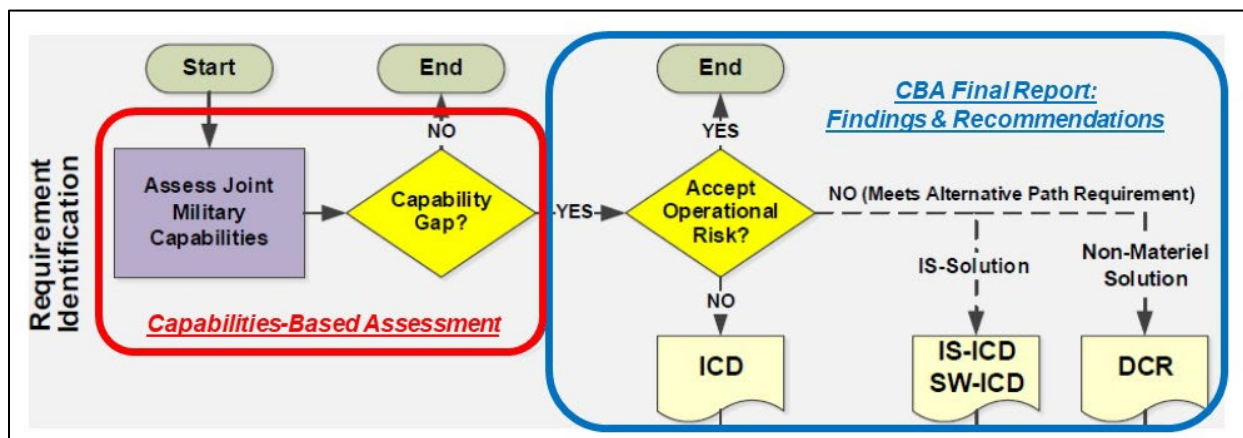 Requirement
Identification
Start
End
End
CBA Final Report:
Findings & Recommendations
NO
YES
Assess Joint
Military
Capabilities
Capability
Gap?
YES
Accept
Operational
Risk?
NO (Meets Alternative Path Requirement)
IS-Solution
Non-Materiel
Solution
NO
Capabilities-Based Assessment
ICD
IS-ICD
SW-ICD
DCR